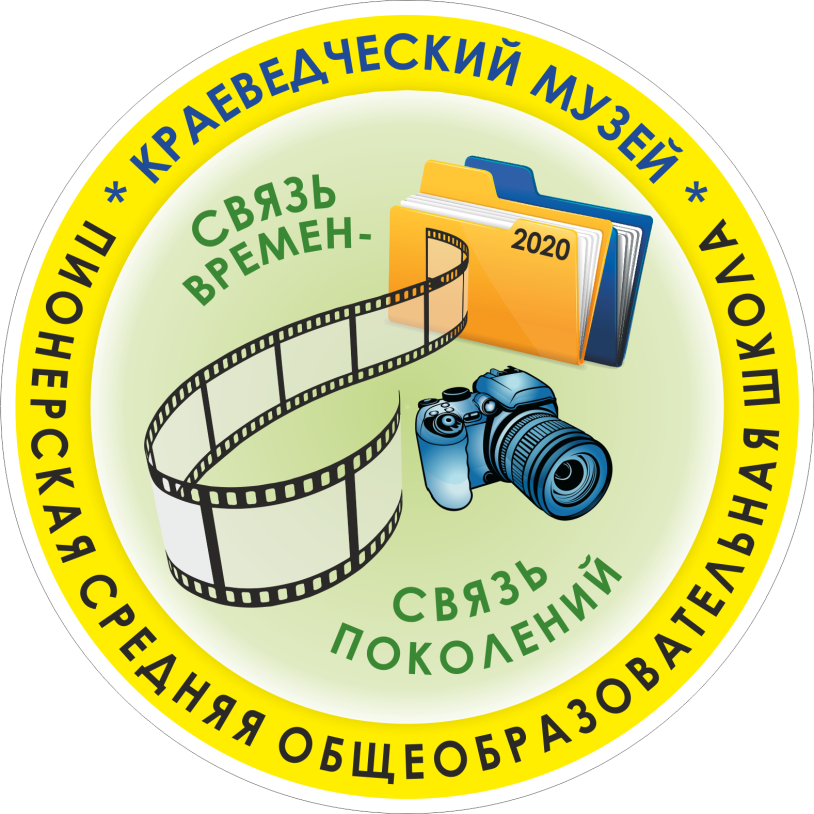 * КРАЕВЕДЧЕСКИЙ МУЗЕЙ *
СВЯЗЬ
ВРЕМЕН-
2020
СВЯЗЬ
ПОКОЛЕНИЙ
ПИОНЕРСКАЯ СРЕДНЯЯ ОБЩЕОБРАЗОВАТЕЛЬНАЯ ШКОЛА